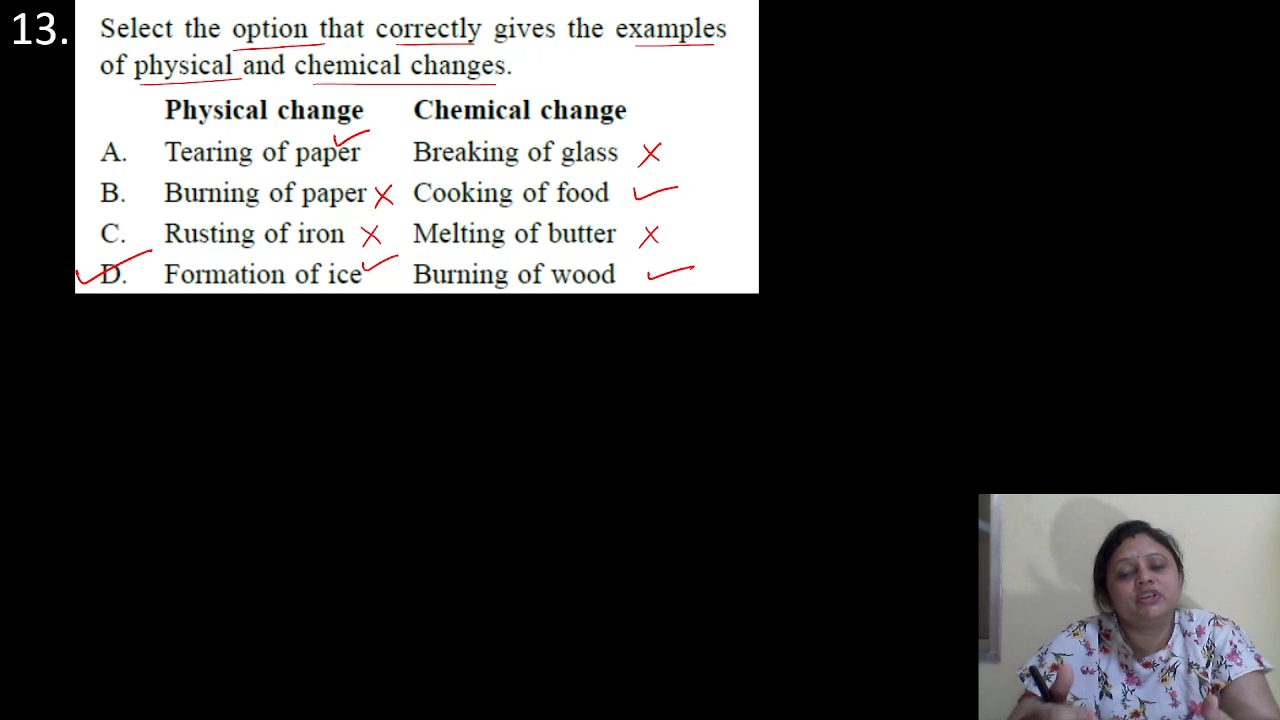 13. Select the option that correctly gives the examples
of physical and chemical changes.
Physical change Chemical change
A. Tearing of paper Breaking of glass
B. Burning of paper Cooking of food
C. Rusting of iron Melting of butter
D. Formation of ice Burning of wood